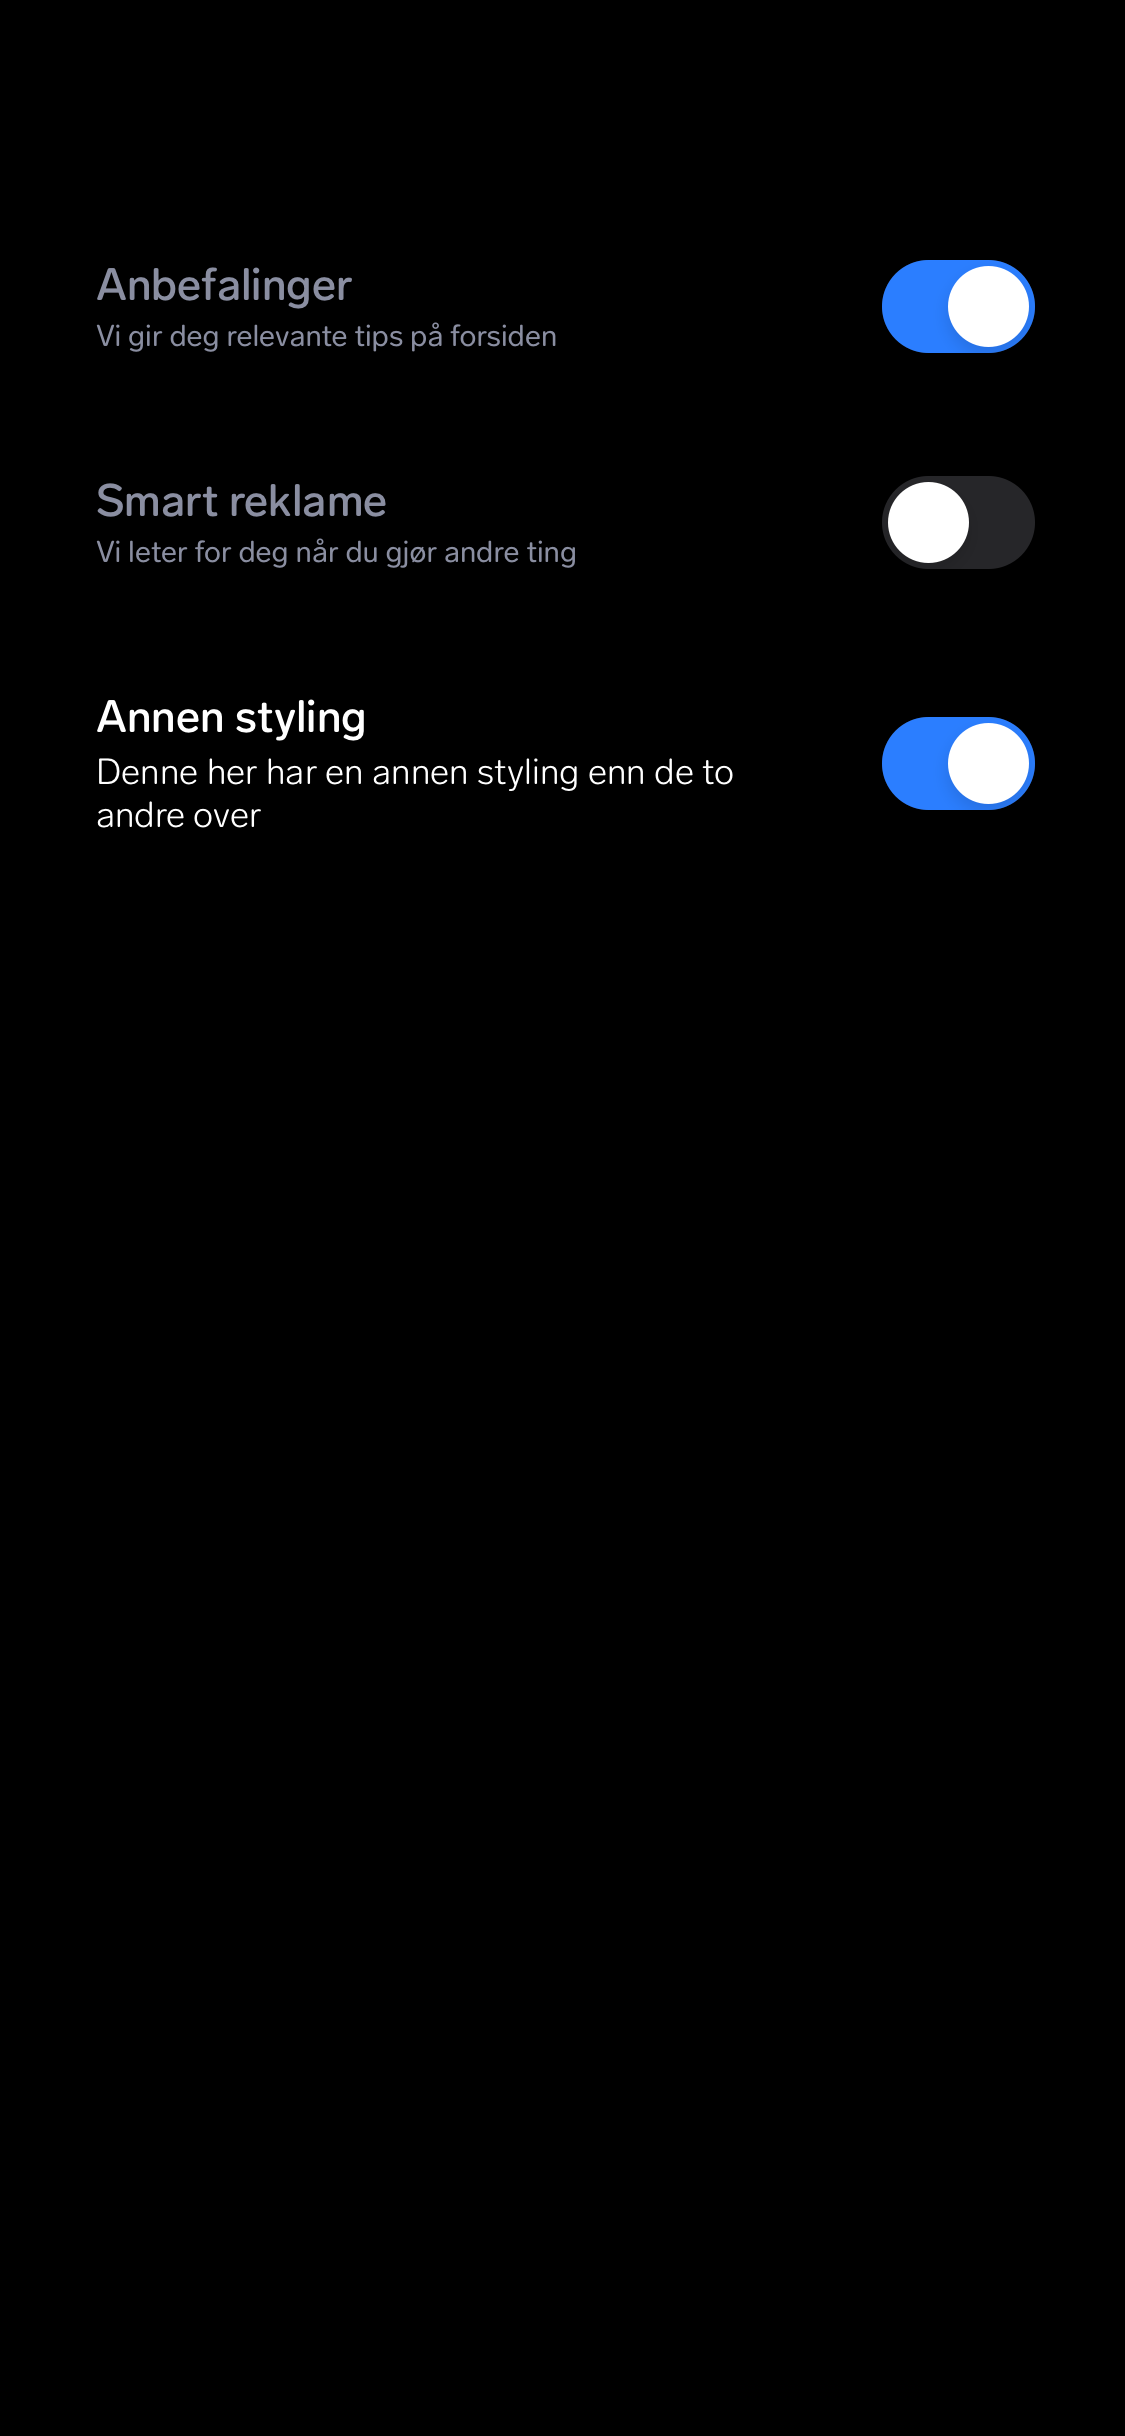 Anbefalinger
Vi gir deg relevante tips på forsiden
Smart reklame
Vi leter for deg når du gjør andre ting
Annen styling
Denne her har en annen styling enn de to
andre over